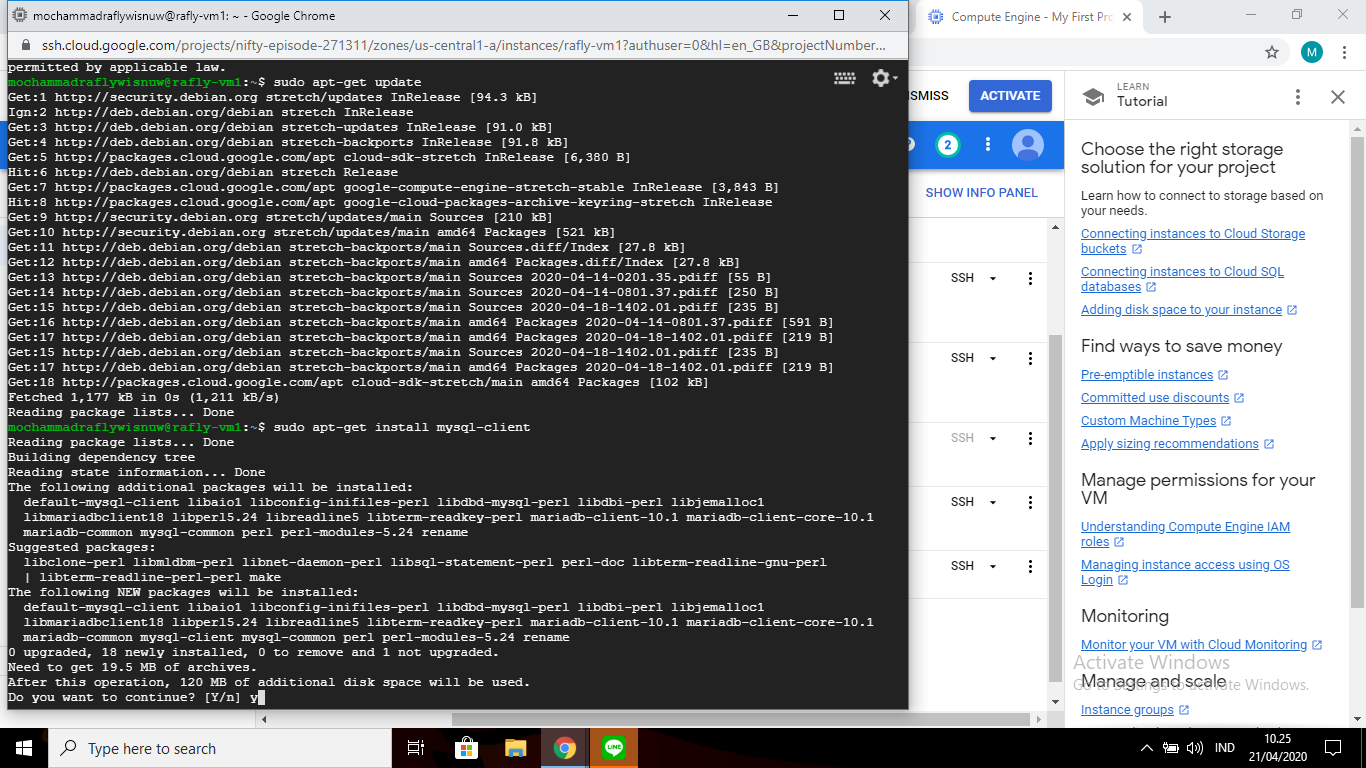 mochammadraflywisnuw@rafly-vm1: ~ - Google Chrome
Compute Engine - My First Pro
ssh.cloud.google.com/projects/nifty-episode-271311/zones/us-central1-a/instances/rafly-vm1?authuser=0&hl=en_GB&projectNumber...
M
permitted by applicable law.
mochammadraflywisnuw@rafly-vm1:~$ sudo apt-get update
Get:1 http://security.debian.org stretch/updates InRelease [94.3 kB]
Ign:2 http://deb.debian.org/debian stretch InRelease
Get:3 http://deb.debian.org/debian stretch-updates InRelease [91.0 kB]
Get:4 http://deb.debian.org/debian stretch-backports InRelease [91.8 kB]
Get:5 http://packages.cloud.google.com/apt cloud-sdk-stretch InRelease [6,380 B]
Hit:6 http://deb.debian.org/debian stretch Release
Get:7 http://packages.cloud.google.com/apt google-compute-engine-stretch-stable InRelease [3,843 B]
Hit:8 http://packages.cloud.google.com/apt google-cloud-packages-archive-keyring-stretch InRelease
Get:9 http://security.debian.org stretch/updates/main Sources [210 kB]
Get:10 http://security.debian.org stretch/updates/main amd64 Packages [521 kB]
Get:11 http://deb.debian.org/debian stretch-backports/main Sources.diff/Index [27.8 kB]
Get:12 http://deb.debian.org/debian stretch-backports/main amd64 Packages.diff/Index [27.8 kB]
Get:13 http://deb.debian.org/debian stretch-backports/main Sources 2020-04-14-0201.35.pdiff [55 B]
Get:14 http://deb.debian.org/debian stretch-backports/main Sources 2020-04-14-0801.37.pdiff [250 B]
Get:15 http://deb.debian.org/debian stretch-backports/main Sources 2020-04-18-1402.01.pdiff [235 B]
Get:16 http://deb.debian.org/debian stretch-backports/main amd64 Packages 2020-04-14-0801.37.pdiff [591 B]
Get:17 http://deb.debian.org/debian stretch-backports/main amd64 Packages 2020-04-18-1402.01.pdiff [219 B]
Get:15 http://deb.debian.org/debian stretch-backports/main Sources 2020-04-18-1402.01.pdiff [235 B]
Get:17 http://deb.debian.org/debian stretch-backports/main amd64 Packages 2020-04-18-1402.01.pdiff [219 B]
Get:18 http://packages.cloud.google.com/apt cloud-sdk-stretch/main amd64 Packages [102 kB]
Fetched 1,177 kB in 0s (1,211 kB/s)
Reading package lists... Done
mochammadraflywisnuw@rafly-vm1:~$ sudo apt-get install mysql-client
Reading package lists... Done
Building dependency tree
Reading state information... Done
The following additional packages will be installed:
default-mysql-client libaio1 libconfig-inifiles-perl libdbd-mysql-perl libdbi-perl libjemalloc1
libmariadbclient18 libperl5.24 libreadline5 libterm-readkey-perl mariadb-client-10.1 mariadb-client-core-10.1
mariadb-common mysql-common perl perl-modules-5.24 rename
Suggested packages:
libclone-perl libmldbm-perl libnet-daemon-perl libsql-statement-perl perl-doc libterm-readline-gnu-perl
| libterm-readline-perl-perl make
The following NEW packages will be installed:
default-mysql-client libaio1 libconfig-inifiles-perl libdbd-mysql-perl libdbi-perl libjemalloc1
libmariadbclient18 libperl5.24 libreadline5 libterm-readkey-perl mariadb-client-10.1 mariadb-client-core-10.1
mariadb-common mysql-client mysql-common perl perl-modules-5.24 rename
0 upgraded, 18 newly installed, 0 to remove and 1 not upgraded.
Need to get 19.5 MB of archives.
After this operation, 120 MB of additional disk space will be used.
Do you want to continue? [Y/n] y
SMISS
ACTIVATE
2
SHOW INFO PANEL
SSH
SSH
SSH
SSH
SSH
LEARN
Tutorial
Choose the right storage
solution for your project
Learn how to connect to storage based on
your needs.
Connecting instances to Cloud Storage
buckets
Connecting instances to Cloud SQL
databases
Adding disk space to your instance
Find ways to save money
Pre-emptible instances
Committed use discounts
Custom Machine Types
Apply sizing recommendations
Manage permissions for your
VM
Understanding Compute Engine IAM
roles
Managing instance access using OS
Login
Monitoring
Monitor your VM with Cloud Monitoring
Activate Windows
Manage and scale
Go to Settings to activate Windows.
Instance groups
Type here to search
LINE
IND
10.25
21/04/2020